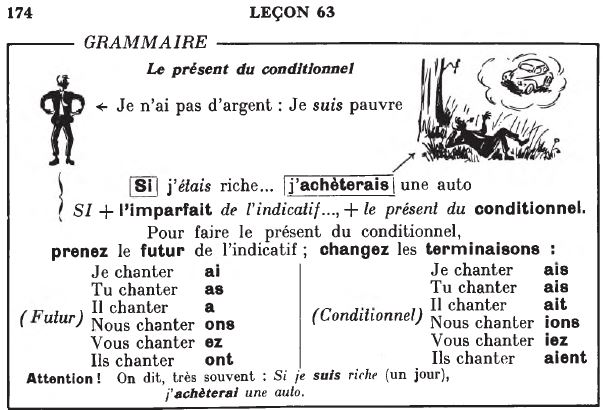 174 LEÇON 63
GRAMMAIRE
Le présent du conditionnel
← Je n'ai pas d'argent : Je suis pauvre
Si j'étais riche... j'achèterais une auto
SI + l'imparfait de l'indicatif..., + le présent du conditionnel.
Pour faire le présent du conditionnel,
prenez le futur de l'indicatif ; changez les terminaisons :
(Futur)
Je chanter ai
Tu chanter as
Il chanter a
Nous chanter ons
Vous chanter ez
Ils chanter ont
(Conditionnel)
Je chanter ais
Tu chanter ais
Il chanter ait
Nous chanter ions
Vous chanter iez
Ils chanter aient
Attention ! On dit, très souvent : Si je suis riche (un jour),
j'achèterai une auto.